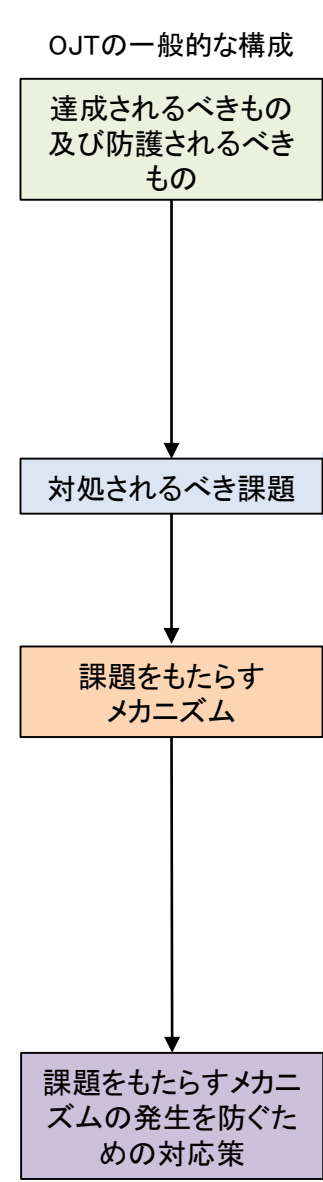 OJTの一般的な構成
達成されるべきもの
及び防護されるべき
もの
対処されるべき課題
課題をもたらす
メカニズム
課題をもたらすメカニ
ズムの発生を防ぐた
めの対応策